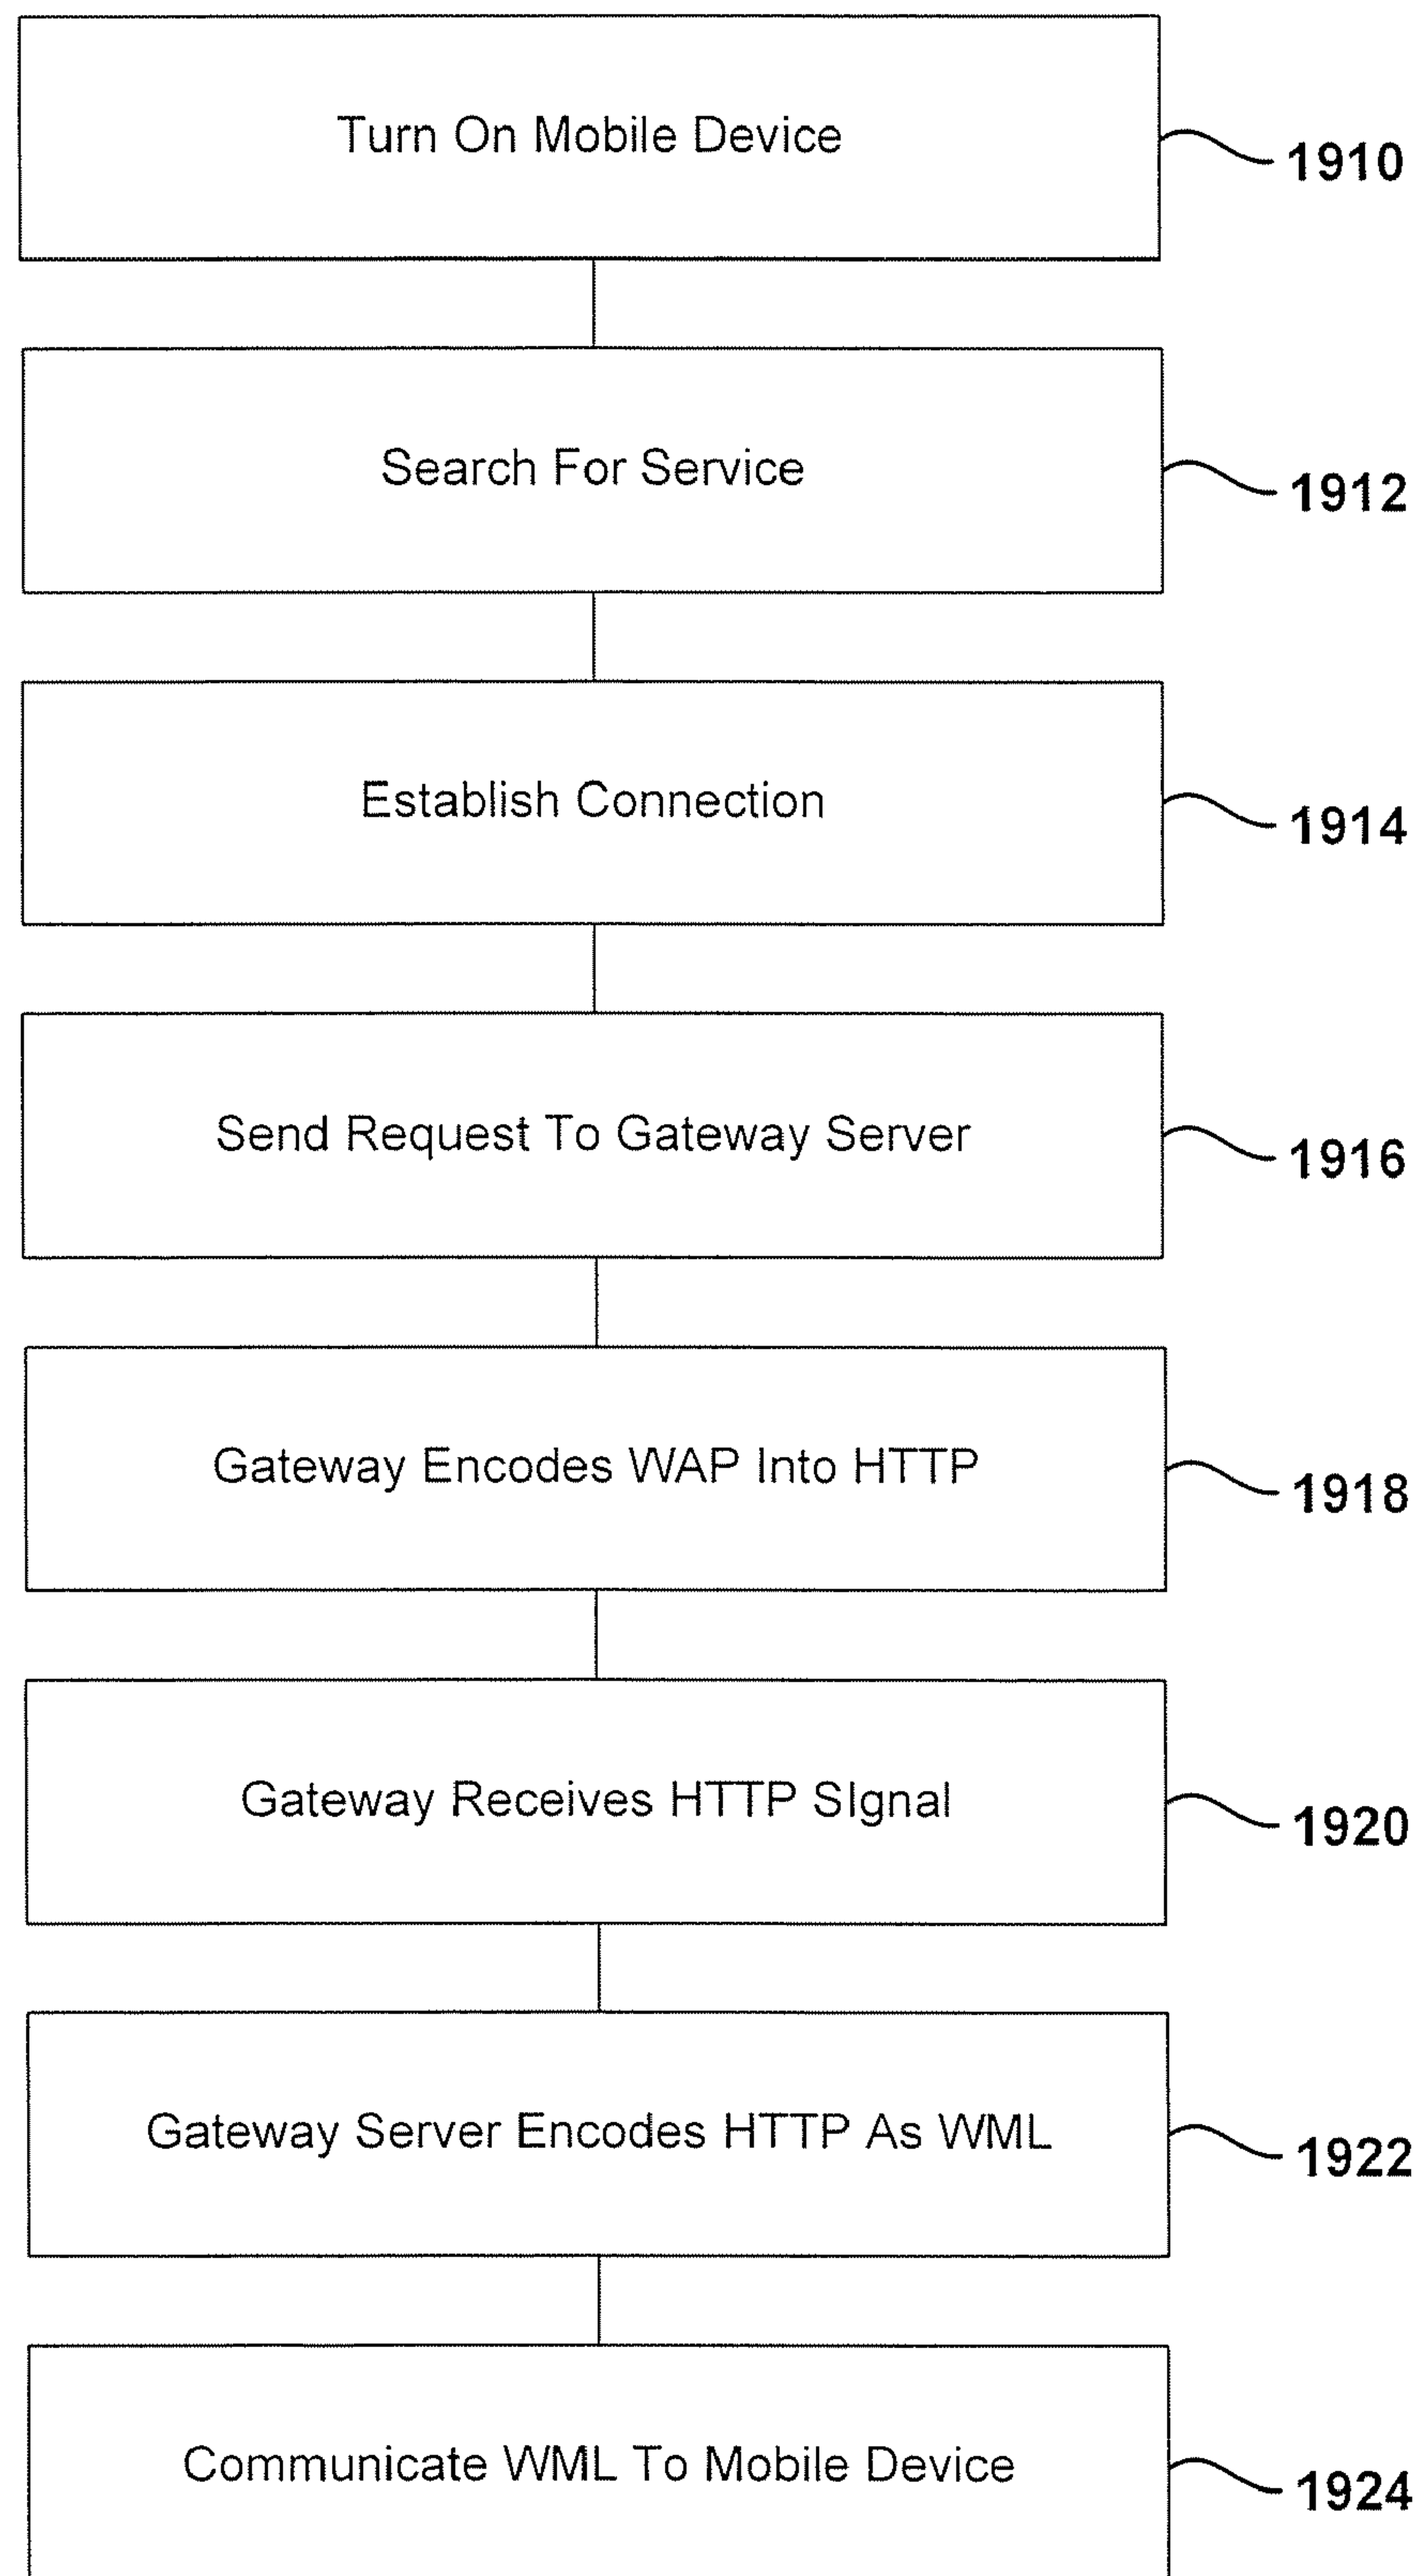 Turn On Mobile Device
1910
Search For Service
1912
Establish Connection
1914
Send Request To Gateway Server
1916
Gateway Encodes WAP Into HTTP
1918
Gateway Receives HTTP SIgnal
1920
Gateway Server Encodes HTTP As WML
1922
Communicate WML To Mobile Device
1924